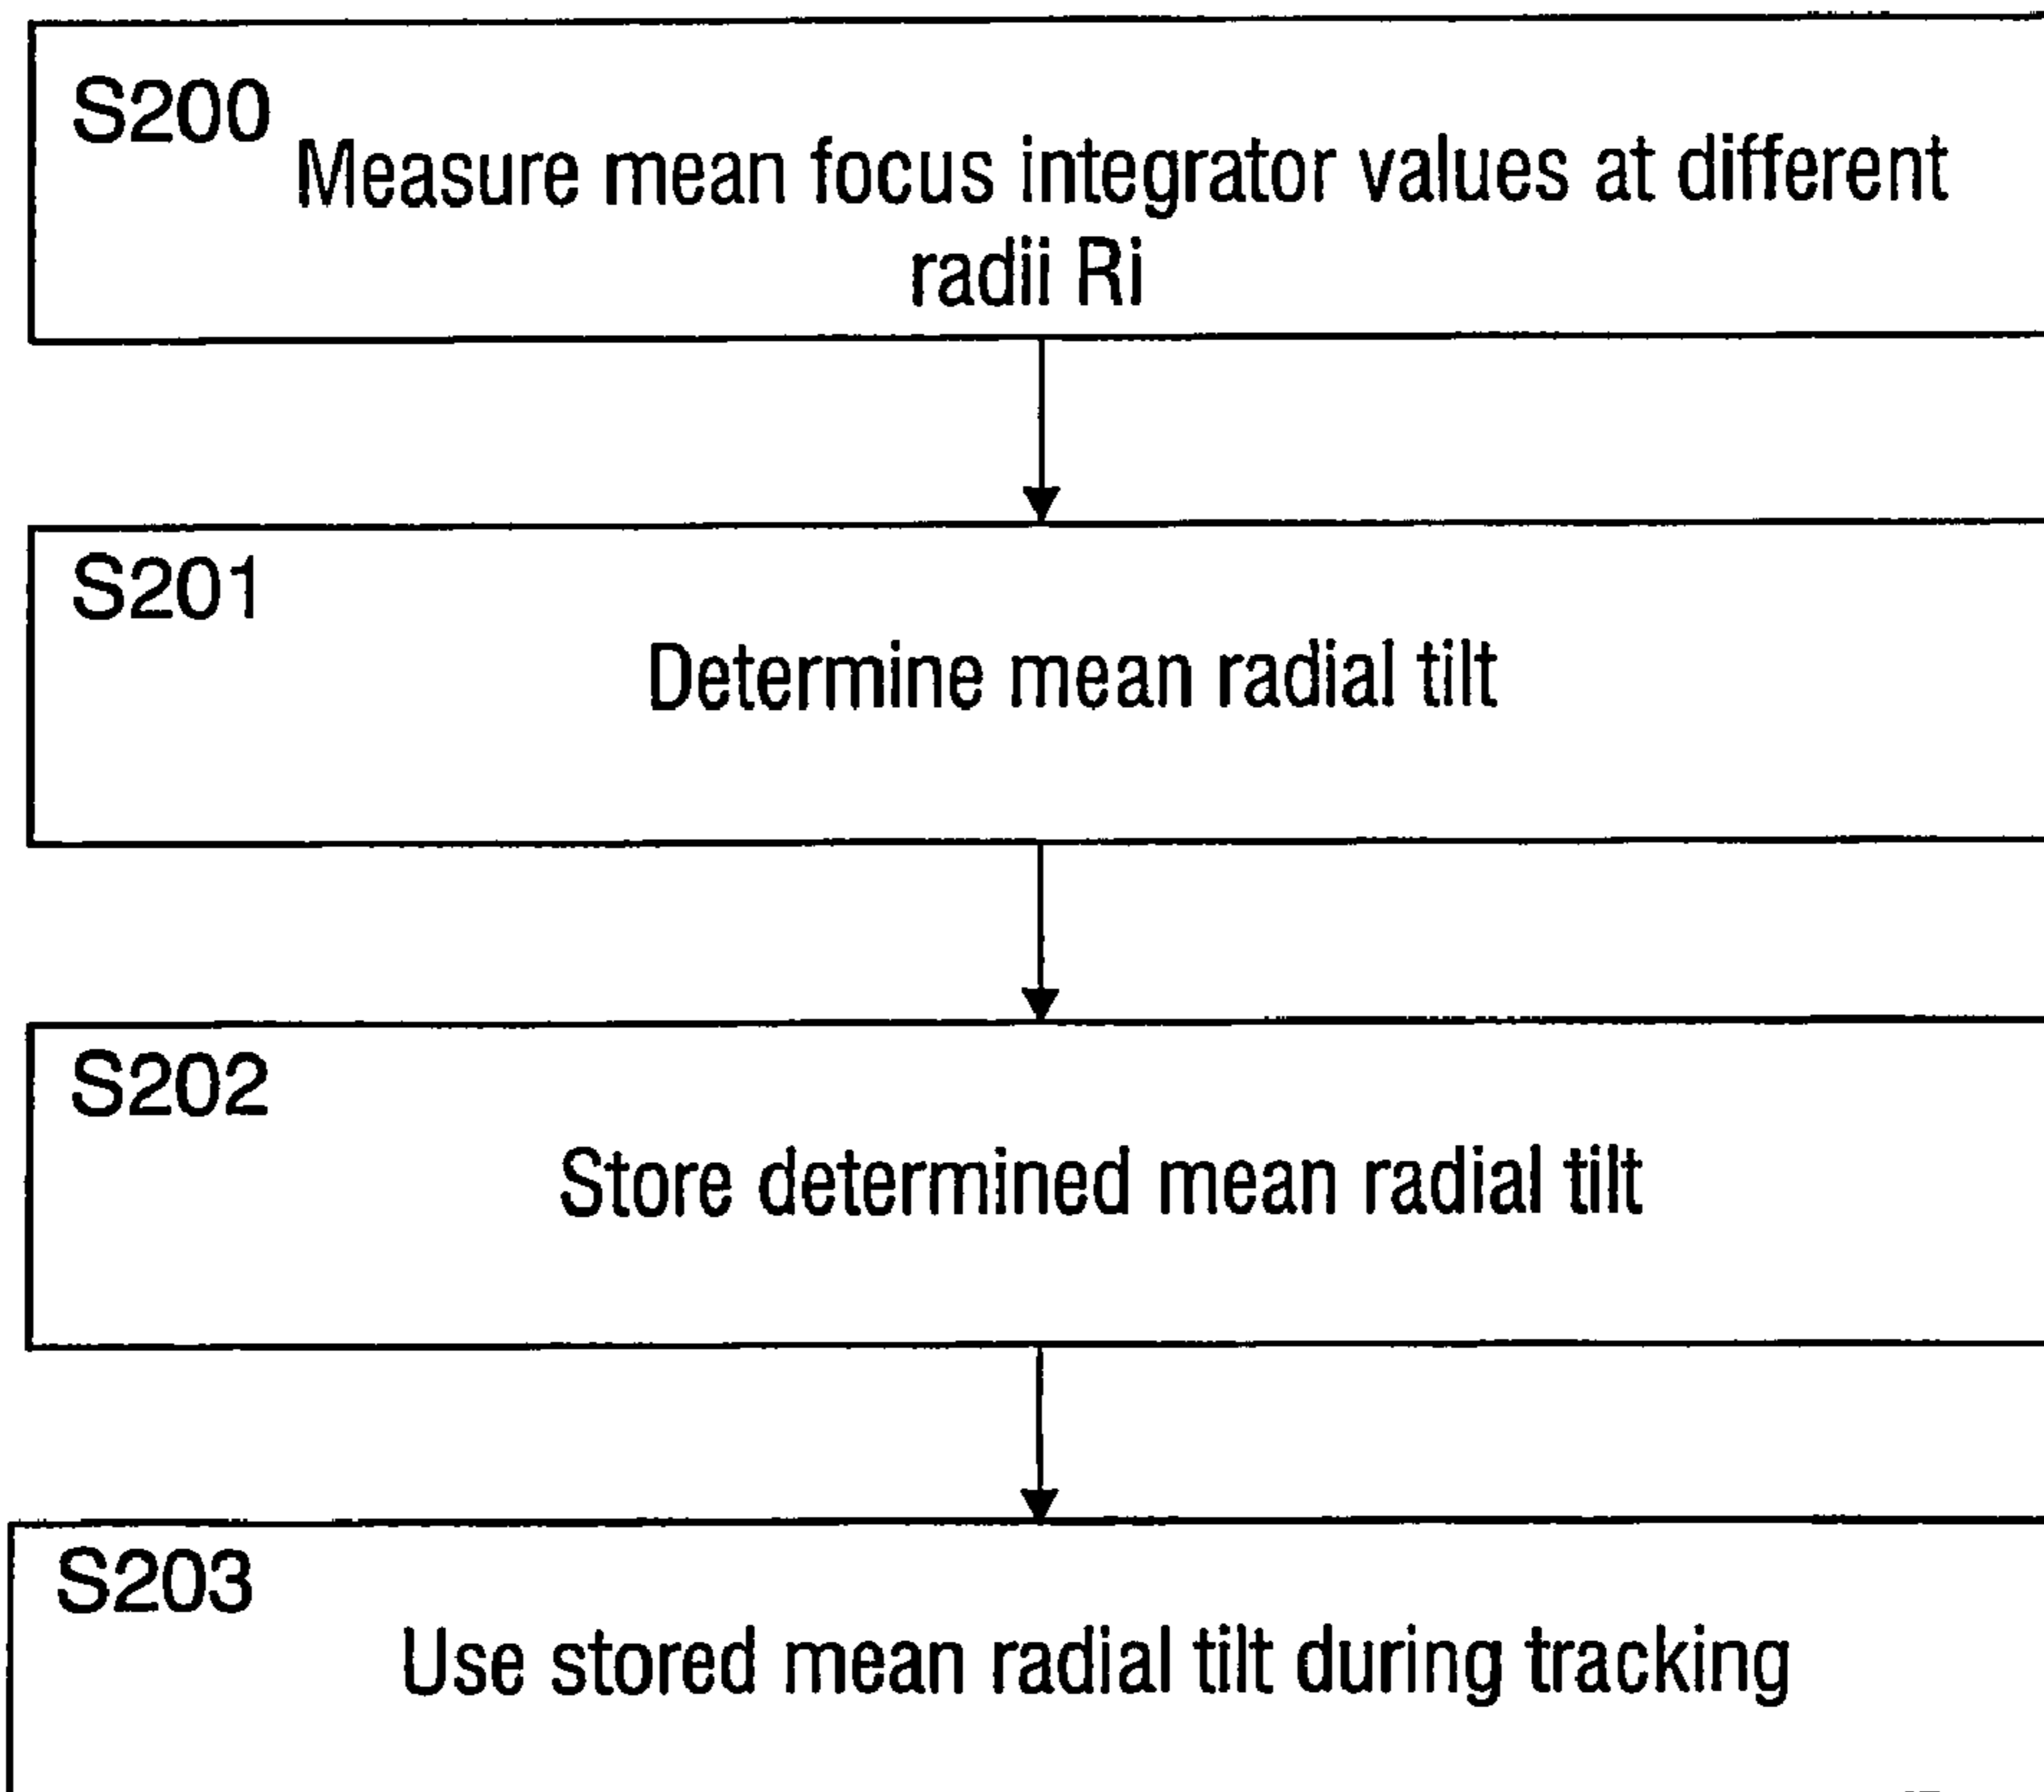 S200
Measure mean focus integrator values at different
radii Ri
S201
Determine mean radial tilt
S202
Store determined mean radial tilt
S203
Use stored mean radial tilt during tracking